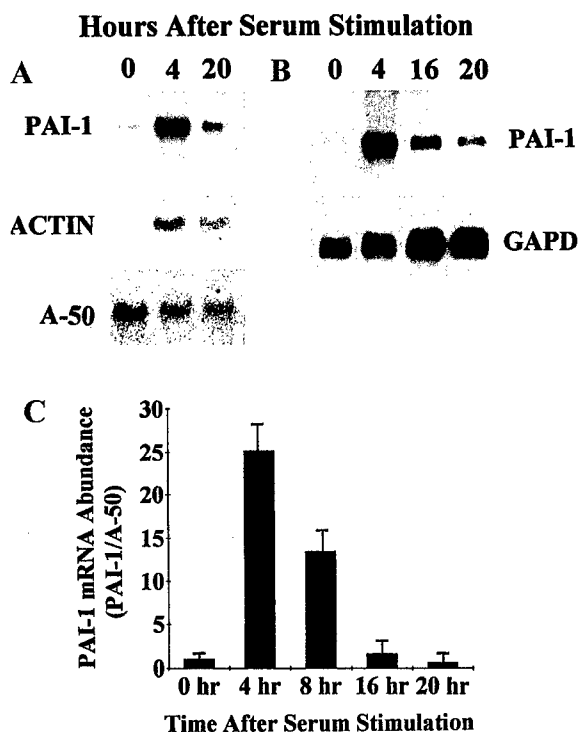 Hours After Serum Stimulation
A
0 4 20
PAI-1
ACTIN
A-50
B
0 4 16 20
PAI-1
GAPD
C
PAI-1 mRNA Abundance
(PAI-1/A-50)
30
25
20
15
10
5
0
0 hr 4 hr 8 hr 16 hr 20 hr
Time After Serum Stimulation